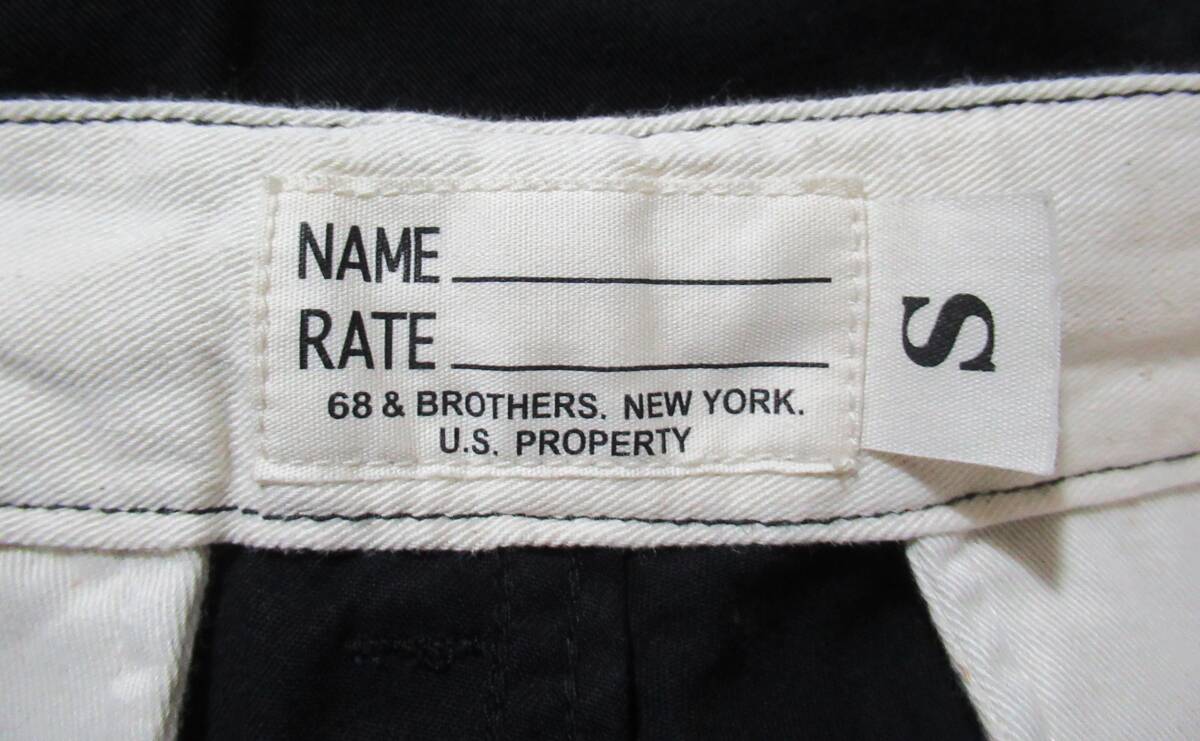 NAME
RATE
68 & BROTHERS. NEW YORK.
U.S. PROPERTY
S